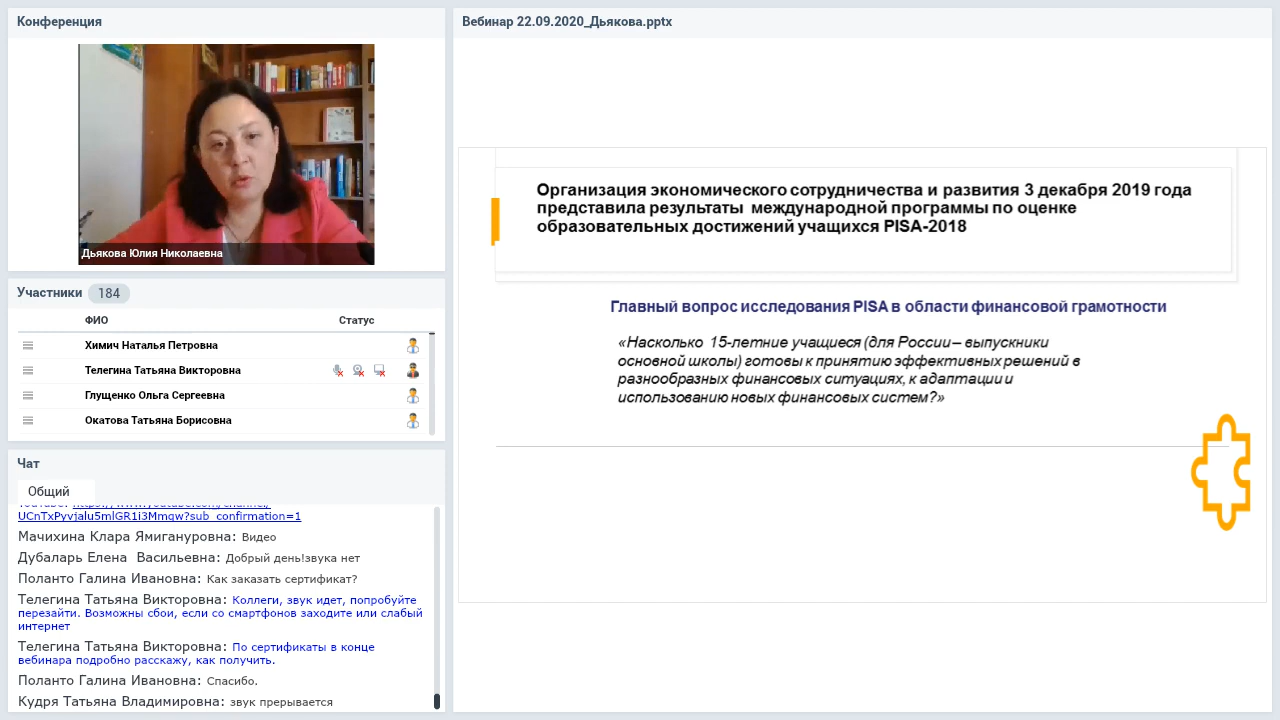 Конференция
Дьякова Юлия Николаевна
Участники 184
ФИО Статус
Химич Наталья Петровна
Телегина Татьяна Викторовна
Глущенко Ольга Сергеевна
Окатова Татьяна Борисовна
Чат
Общий
UCnTxPyvjalu5mlGR1i3Mmqw?sub_confirmation=1
Мачихина Клара Ямигануровна: Видео
Дубаларь Елена Васильевна: Добрый день!звука нет
Поланто Галина Ивановна: Как заказать сертификат?
Телегина Татьяна Викторовна: Коллеги, звук идет, попробуйте
перезайти. Возможны сбои, если со смартфонов заходите или слабый
интернет
Телегина Татьяна Викторовна: По сертификаты в конце
вебинара подробно расскажу, как получить.
Поланто Галина Ивановна: Спасибо.
Кудря Татьяна Владимировна: звук прерывается
Вебинар 22.09.2020_Дьякова.pptx
Организация экономического сотрудничества и развития 3 декабря 2019 года
представила результаты международной программы по оценке
образовательных достижений учащихся PISA-2018
Главный вопрос исследования PISA в области финансовой грамотности
«Насколько 15-летние учащиеся (для России – выпускники
основной школы) готовы к принятию эффективных решений в
разнообразных финансовых ситуациях, к адаптации и
использованию новых финансовых систем?»